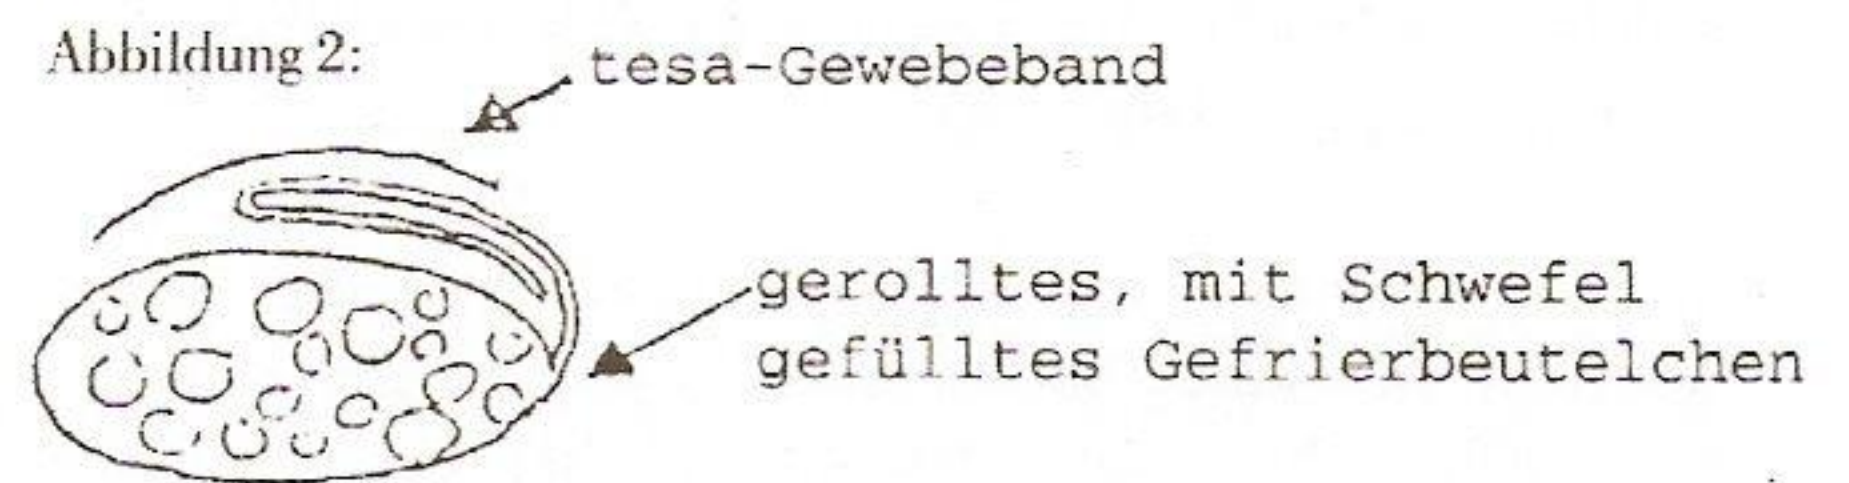 Abbildung 2:
tesa-Gewebeband
gerolltes, mit Schwefel
gefülltes Gefrierbeutelchen